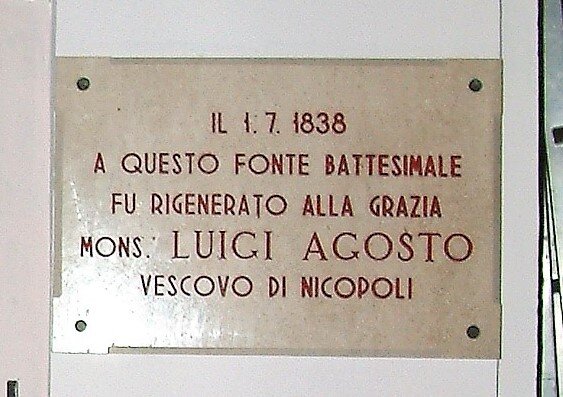 IL 1. 7. 1838
A QUESTO FONTE BATTESIMALE
FU RIGENERATO ALLA GRAZIA
MONS. LUIGI AGOSTO
VESCOVO DI NICOPOLI